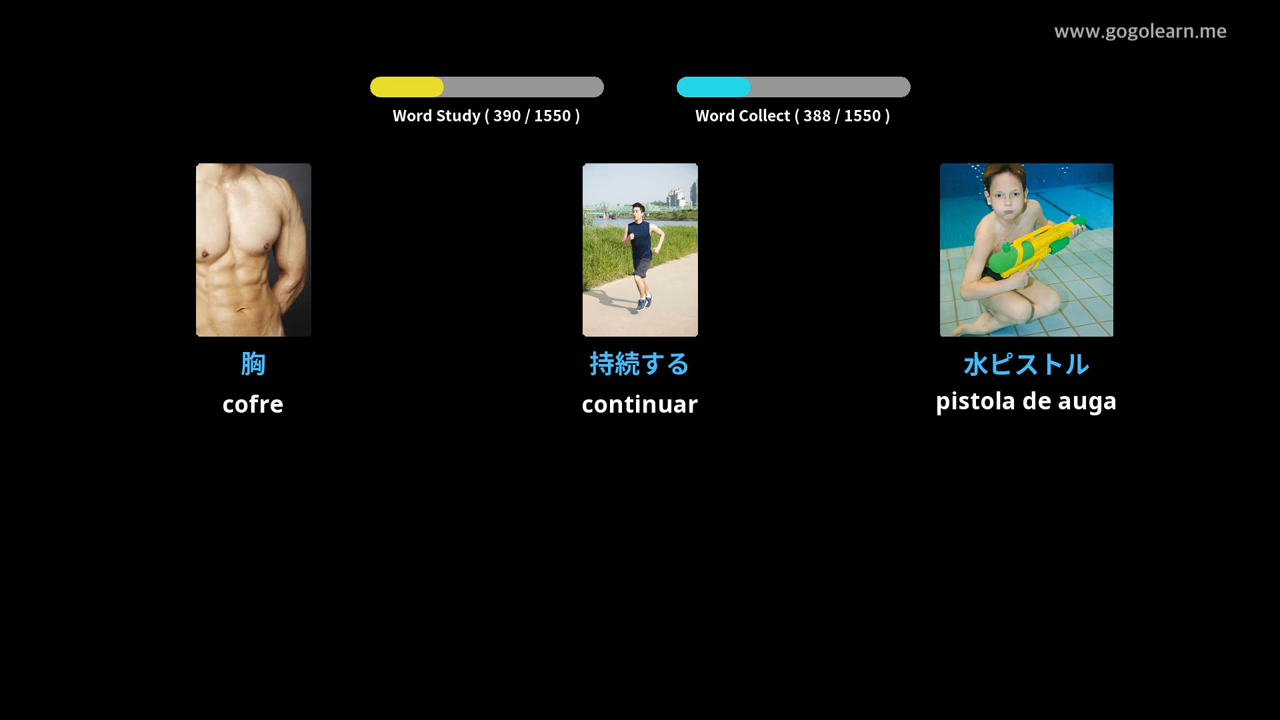 www.gogolearn.me
Word Study ( 390 / 1550 )
Word Collect ( 388 / 1550 )
胸
持続する
水ピストル
cofre
continuar
pistola de auga